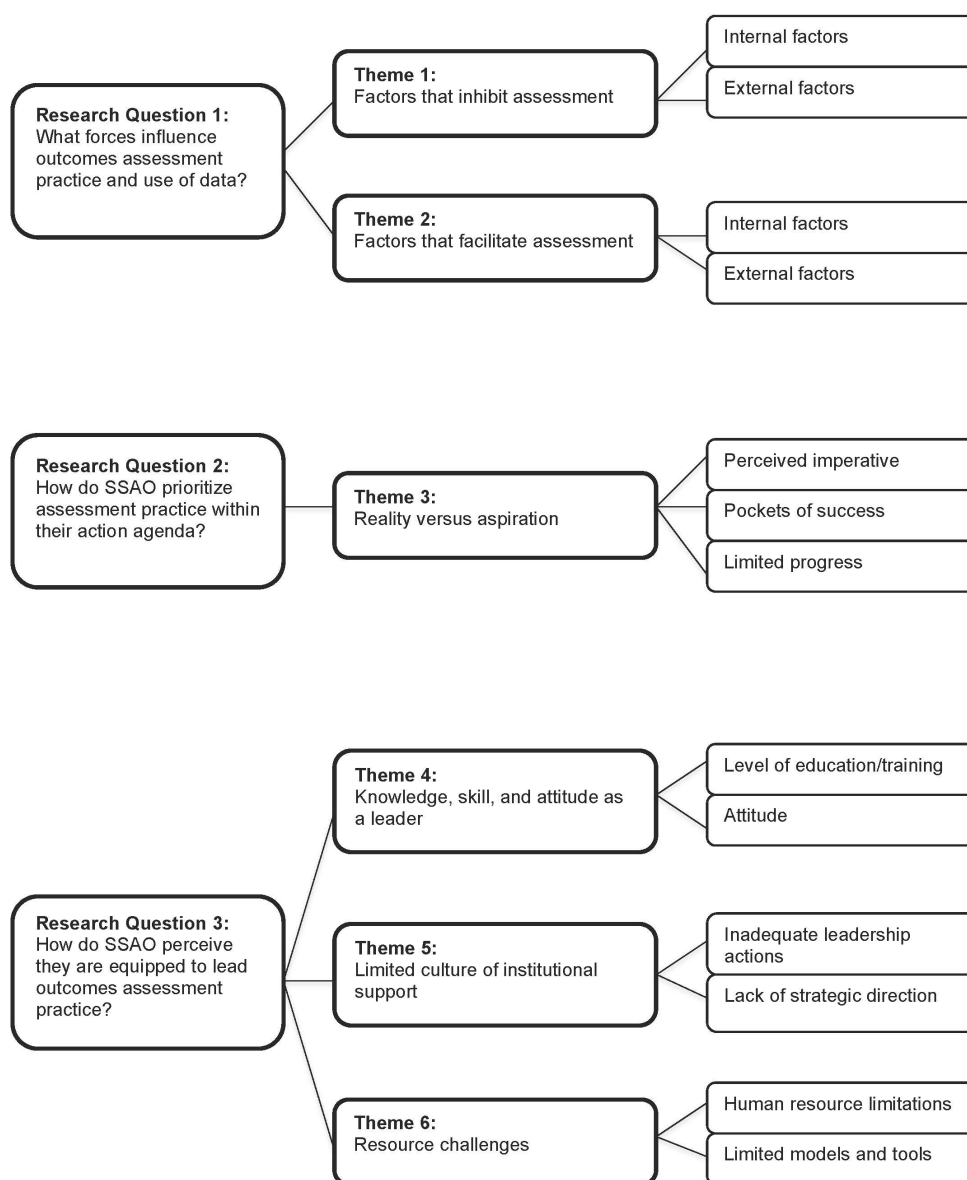 Research Question 1:
What forces influence
outcomes assessment
practice and use of data?
Theme 1:
Factors that inhibit assessment
Internal factors
External factors
Theme 2:
Factors that facilitate assessment
Internal factors
External factors
Research Question 2:
How do SSAO prioritize
assessment practice within
their action agenda?
Theme 3:
Reality versus aspiration
Perceived imperative
Pockets of success
Limited progress
Research Question 3:
How do SSAO perceive
they are equipped to lead
outcomes assessment
practice?
Theme 4:
Knowledge, skill, and attitude as
a leader
Level of education/training
Attitude
Theme 5:
Limited culture of institutional
support
Inadequate leadership
actions
Lack of strategic direction
Theme 6:
Resource challenges
Human resource limitations
Limited models and tools